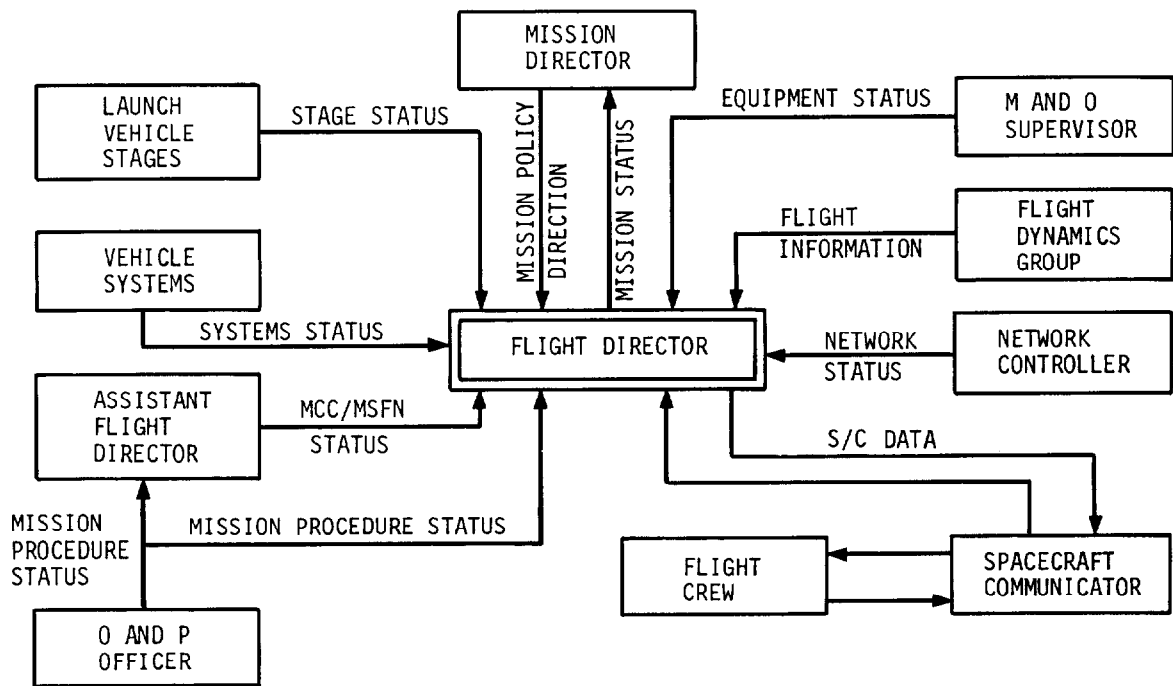 MISSION
DIRECTOR
LAUNCH
VEHICLE
STAGES
STAGE STATUS
MISSION POLICY
DIRECTION
MISSION STATUS
EQUIPMENT STATUS
M AND O
SUPERVISOR
FLIGHT
INFORMATION
FLIGHT
DYNAMICS
GROUP
VEHICLE
SYSTEMS
SYSTEMS STATUS
FLIGHT DIRECTOR
NETWORK
STATUS
NETWORK
CONTROLLER
ASSISTANT
FLIGHT
DIRECTOR
MCC/MSFN
STATUS
S/C DATA
MISSION
PROCEDURE
STATUS
MISSION PROCEDURE STATUS
FLIGHT
CREW
SPACECRAFT
COMMUNICATOR
O AND P
OFFICER